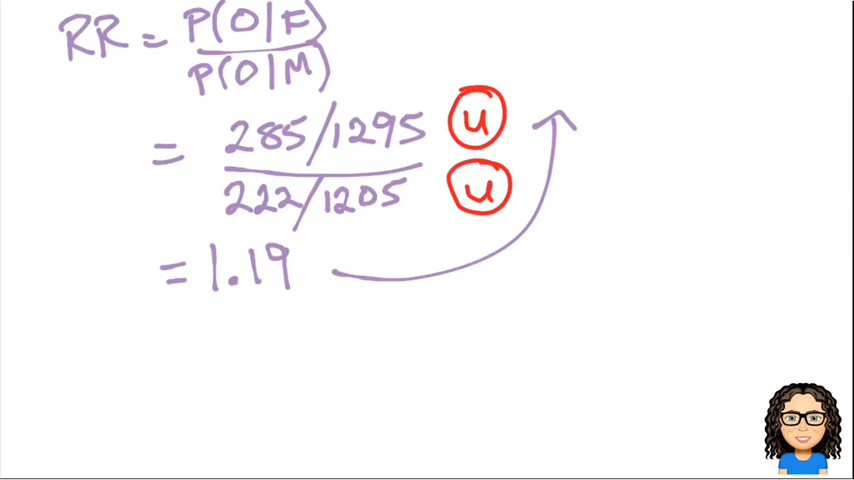 RR = P(O|F)
P(O|M)
= 285/1295 u
222/1205 u
= 1.19